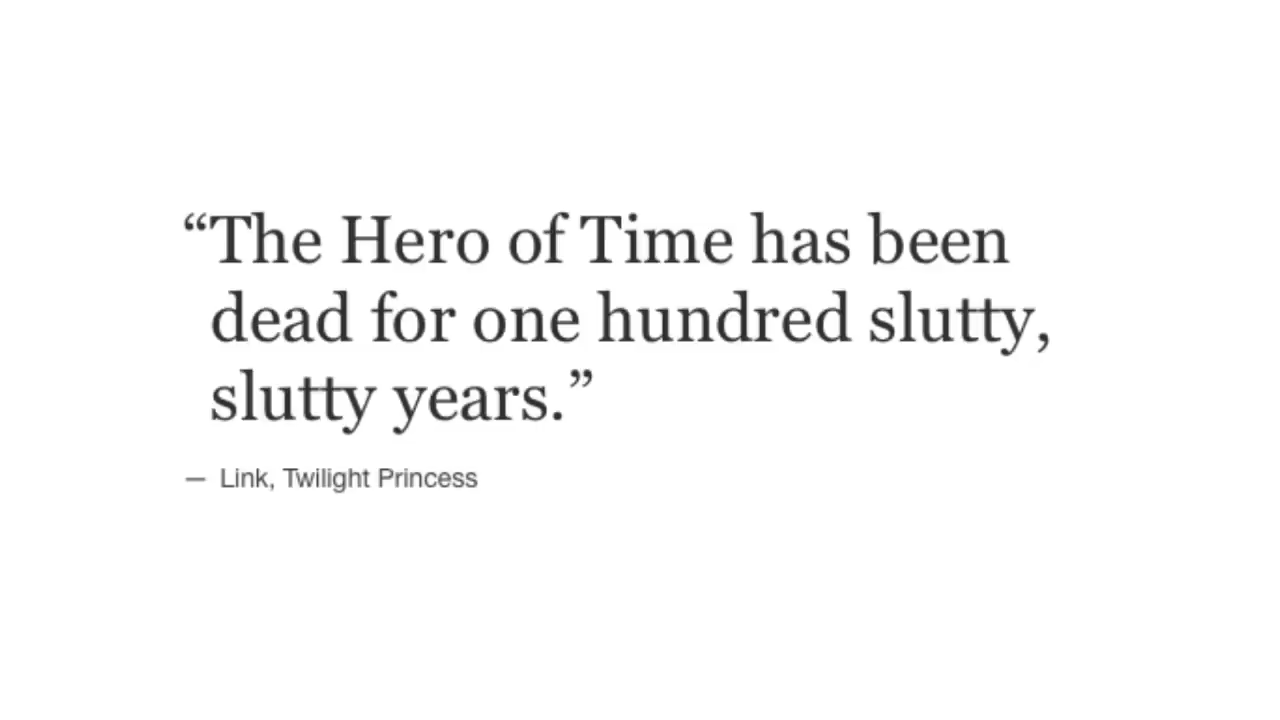 “The Hero of Time has been
dead for one hundred slutty,
slutty years.”
— Link, Twilight Princess